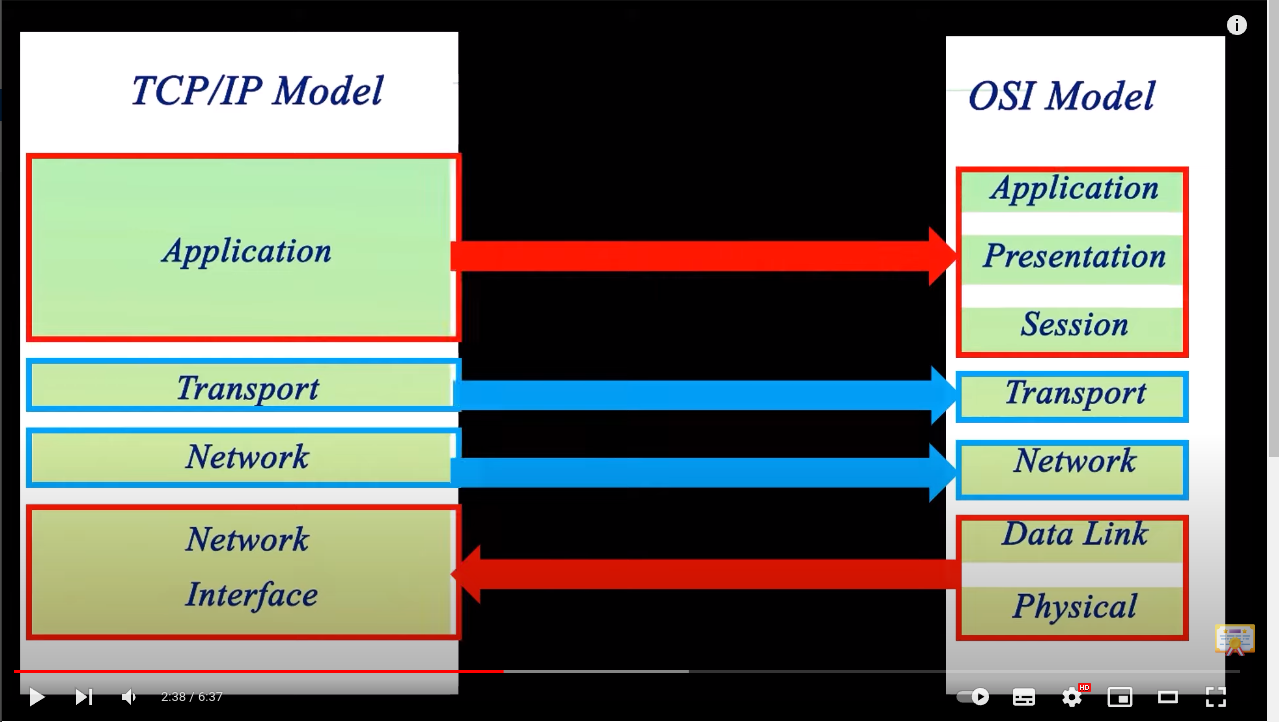 TCP/IP Model
Application
Transport
Network
Network
Interface
OSI Model
Application
Presentation
Session
Transport
Network
Data Link
Physical
2:38 / 6:37
HD